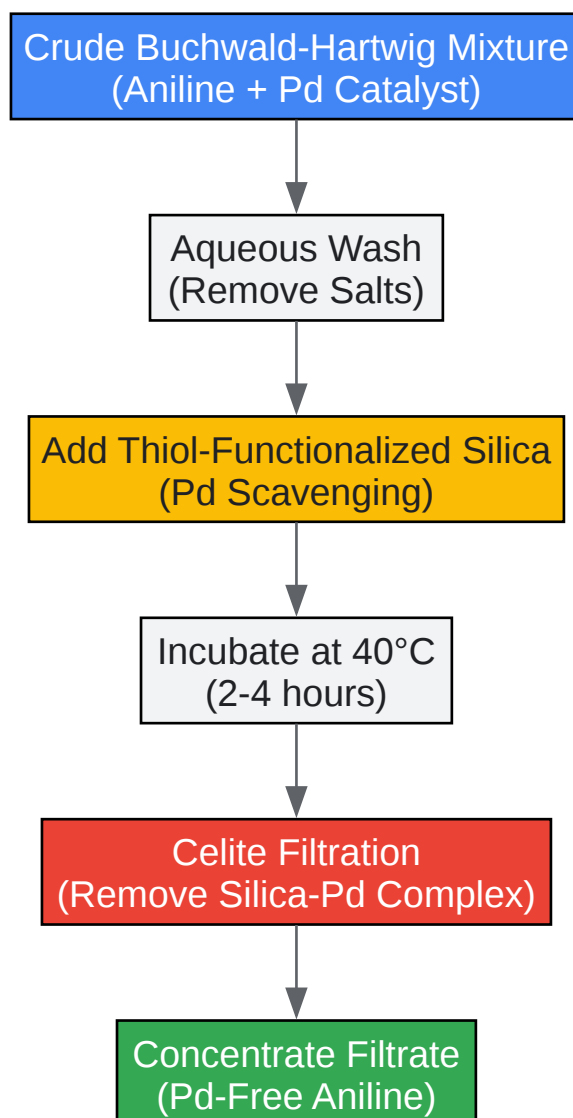 Crude Buchwald-Hartwig Mixture
(Aniline + Pd Catalyst)
Aqueous Wash
(Remove Salts)
Add Thiol-Functionalized Silica
(Pd Scavenging)
Incubate at 40°C
(2-4 hours)
Celite Filtration
(Remove Silica-Pd Complex)
Concentrate Filtrate
(Pd-Free Aniline)